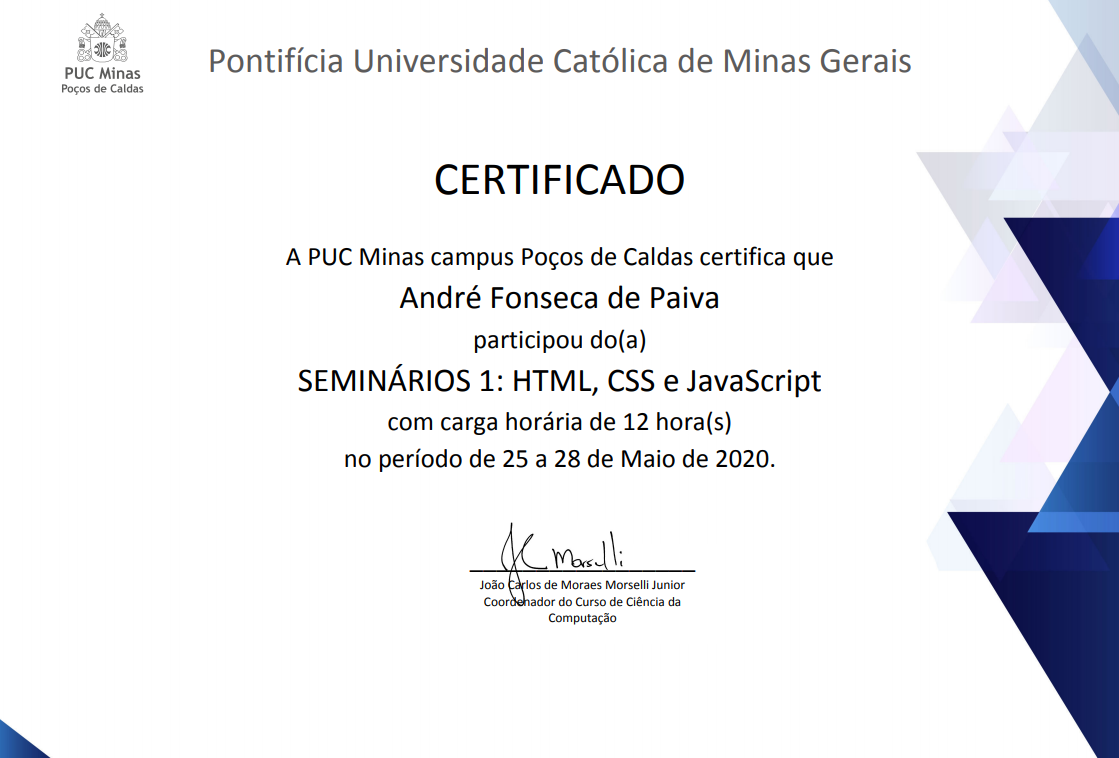 PUC Minas
Poços de Caldas
Pontifícia Universidade Católica de Minas Gerais
CERTIFICADO
A PUC Minas campus Poços de Caldas certifica que
André Fonseca de Paiva
participou do(a)
SEMINÁRIOS 1: HTML, CSS e JavaScript
com carga horária de 12 hora(s)
no período de 25 a 28 de Maio de 2020.
JC Morselli
João Carlos de Moraes Morselli Junior
Coordenador do Curso de Ciência da
Computação